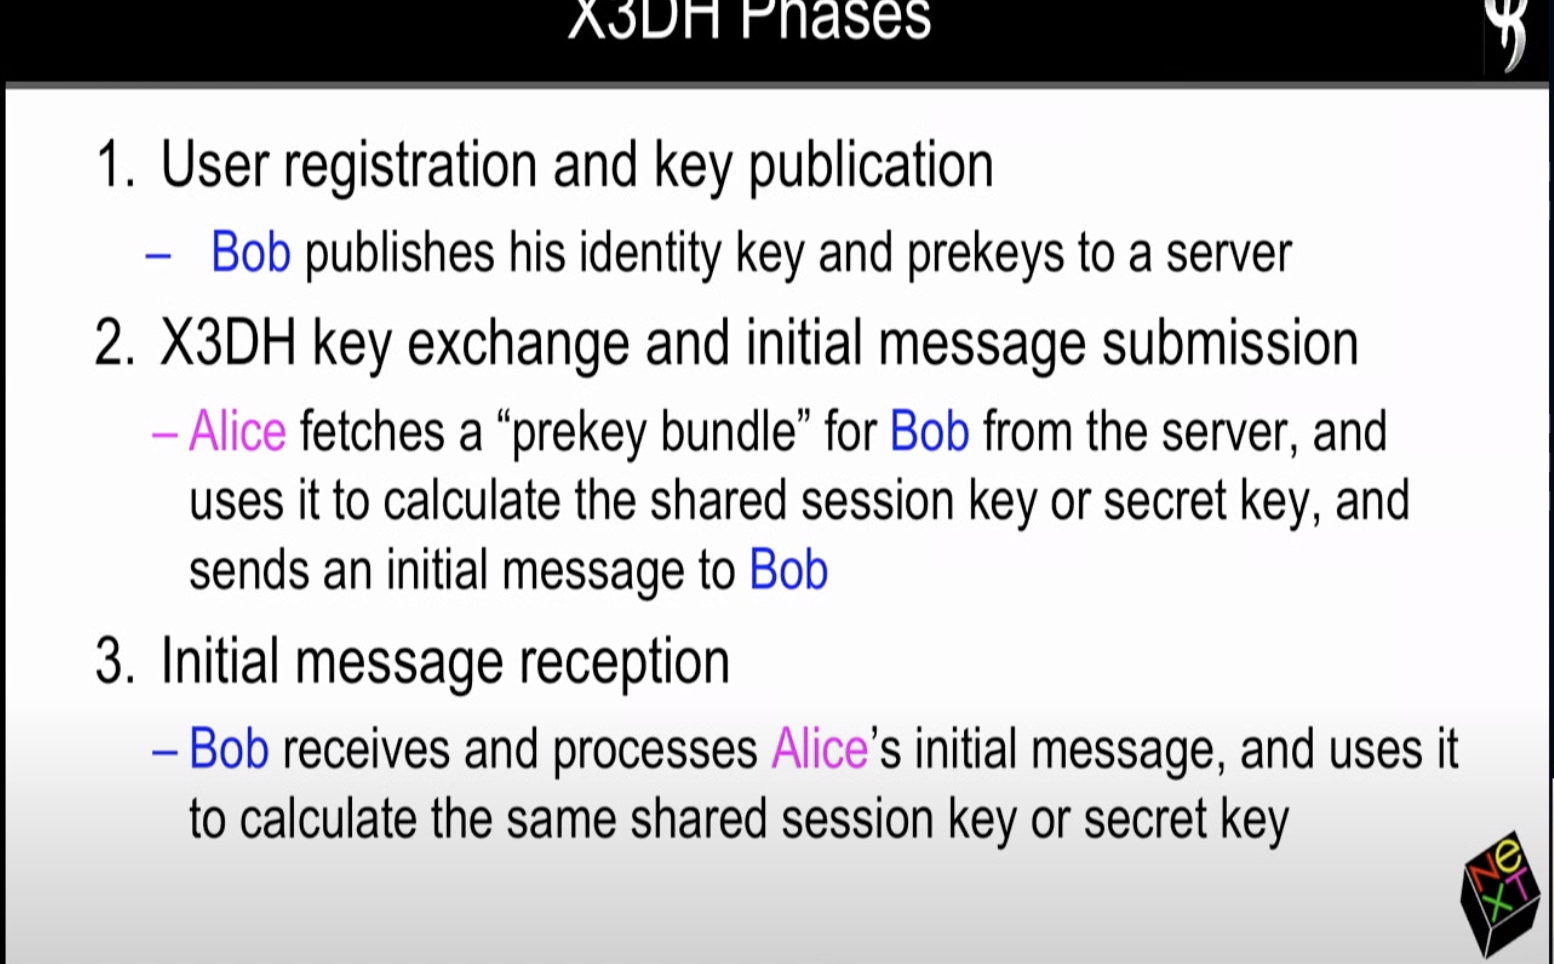 X3DH Phases
1. User registration and key publication
– Bob publishes his identity key and prekeys to a server
2. X3DH key exchange and initial message submission
– Alice fetches a “prekey bundle” for Bob from the server, and
uses it to calculate the shared session key or secret key, and
sends an initial message to Bob
3. Initial message reception
– Bob receives and processes Alice’s initial message, and uses it
to calculate the same shared session key or secret key
NeXT